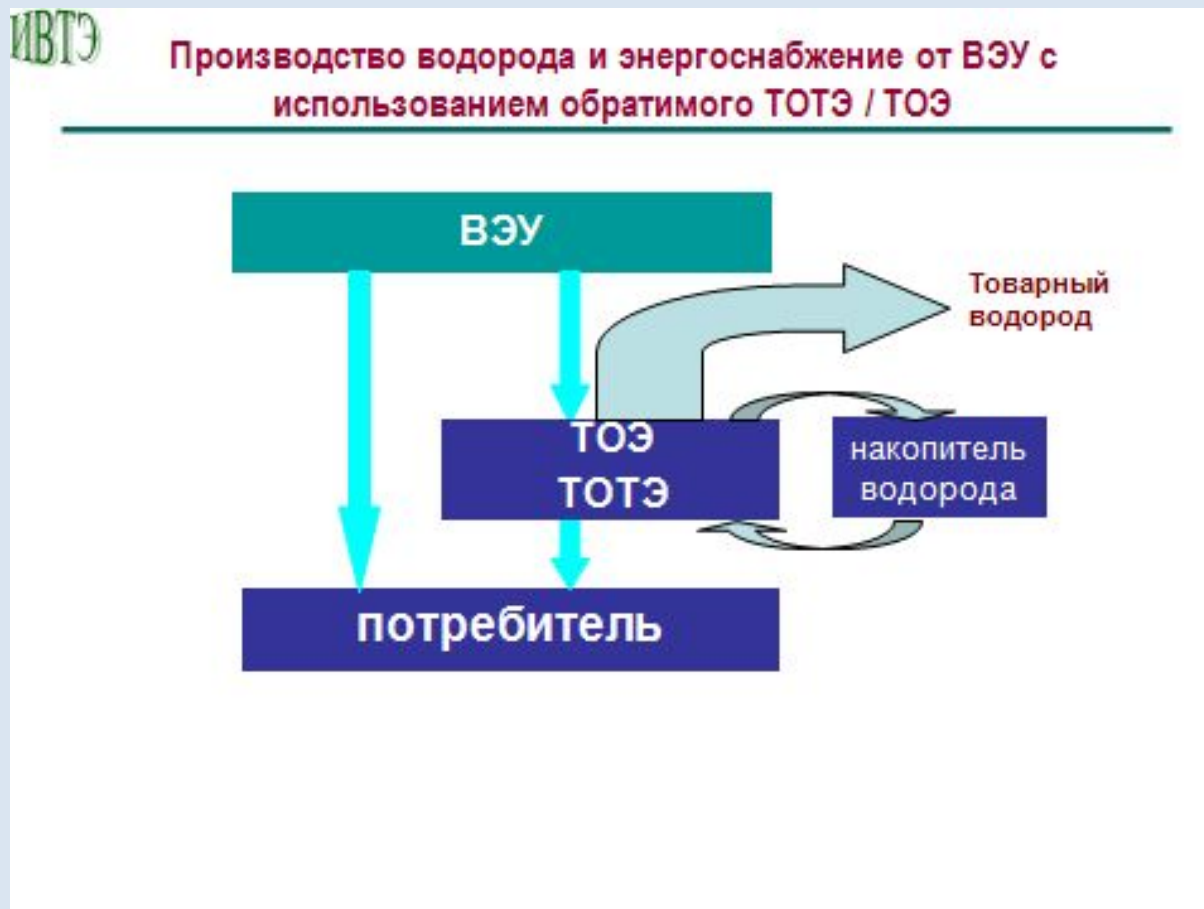 ИВТЭ
Производство водорода и энергоснабжение от ВЭУ с
использованием обратимого ТОТЭ / ТОЭ
ВЭУ
Товарный
водород
ТОЭ
ТОТЭ
накопитель
водорода
потребитель